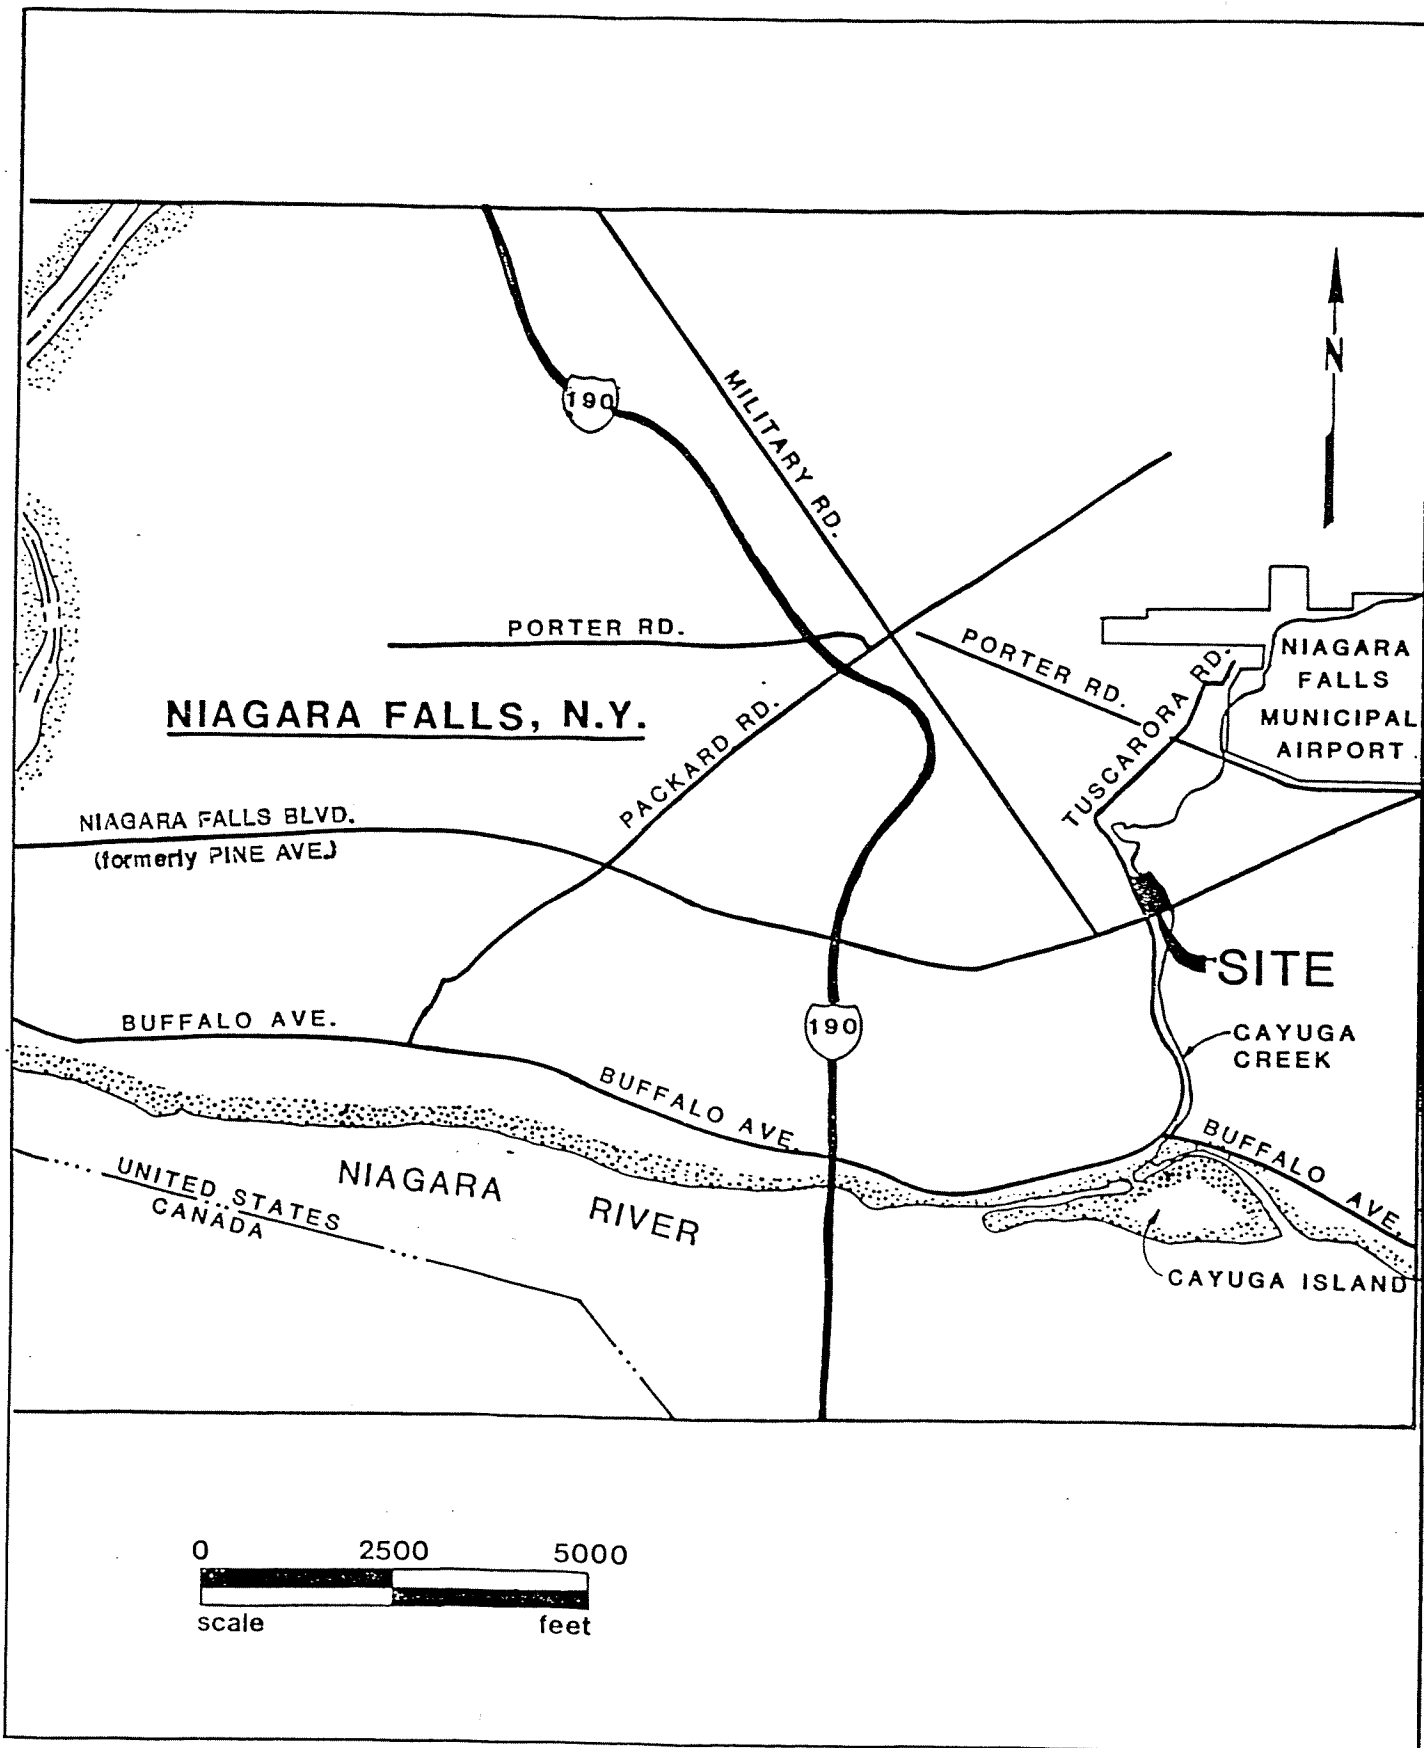 190
MILITARY RD.
N
PORTER RD.
PORTER RD.
TUSCARORA RD.
NIAGARA
FALLS
MUNICIPAL
AIRPORT
NIAGARA FALLS, N.Y.
PACKARD RD.
NIAGARA FALLS BLVD.
(formerly PINE AVE.)
SITE
BUFFALO AVE.
190
CAYUGA
CREEK
BUFFALO AVE.
BUFFALO AVE.
UNITED STATES
CANADA
NIAGARA RIVER
CAYUGA ISLAND
0 2500 5000
scale feet